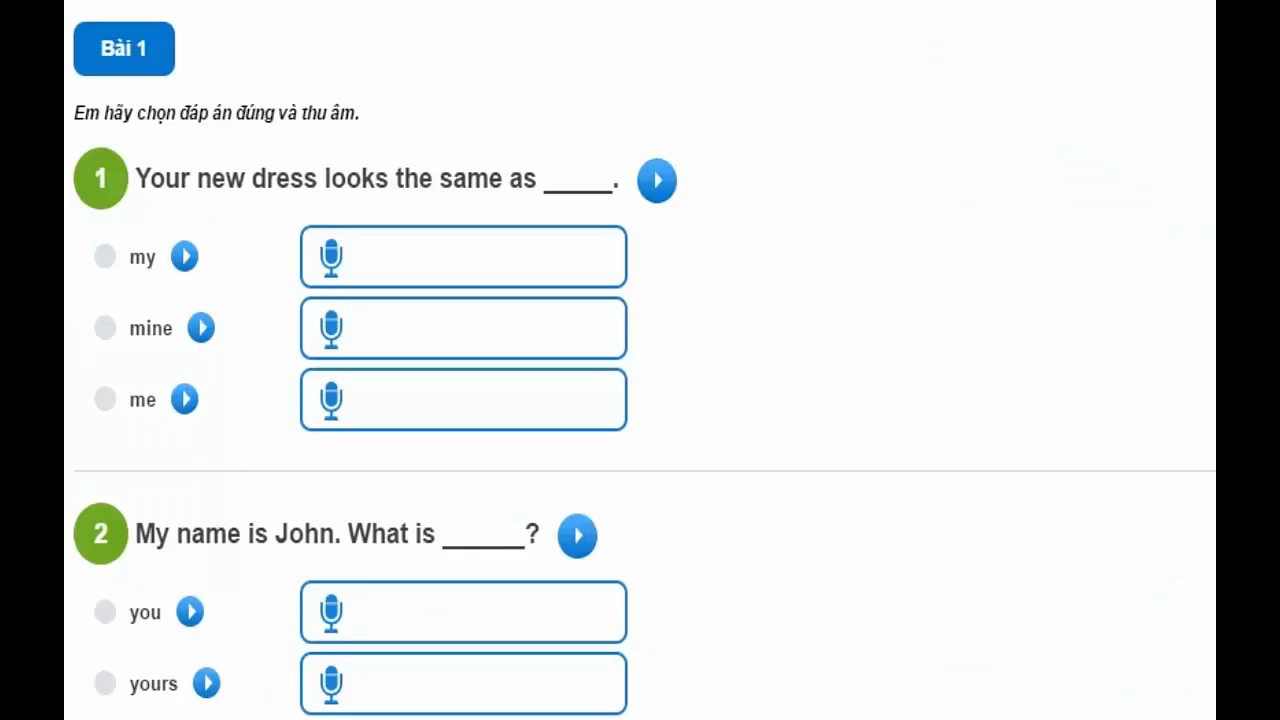 Bài 1
Em hãy chọn đáp án đúng và thu âm.
1 Your new dress looks the same as _____.
my
mine
me
2 My name is John. What is ______?
you
yours